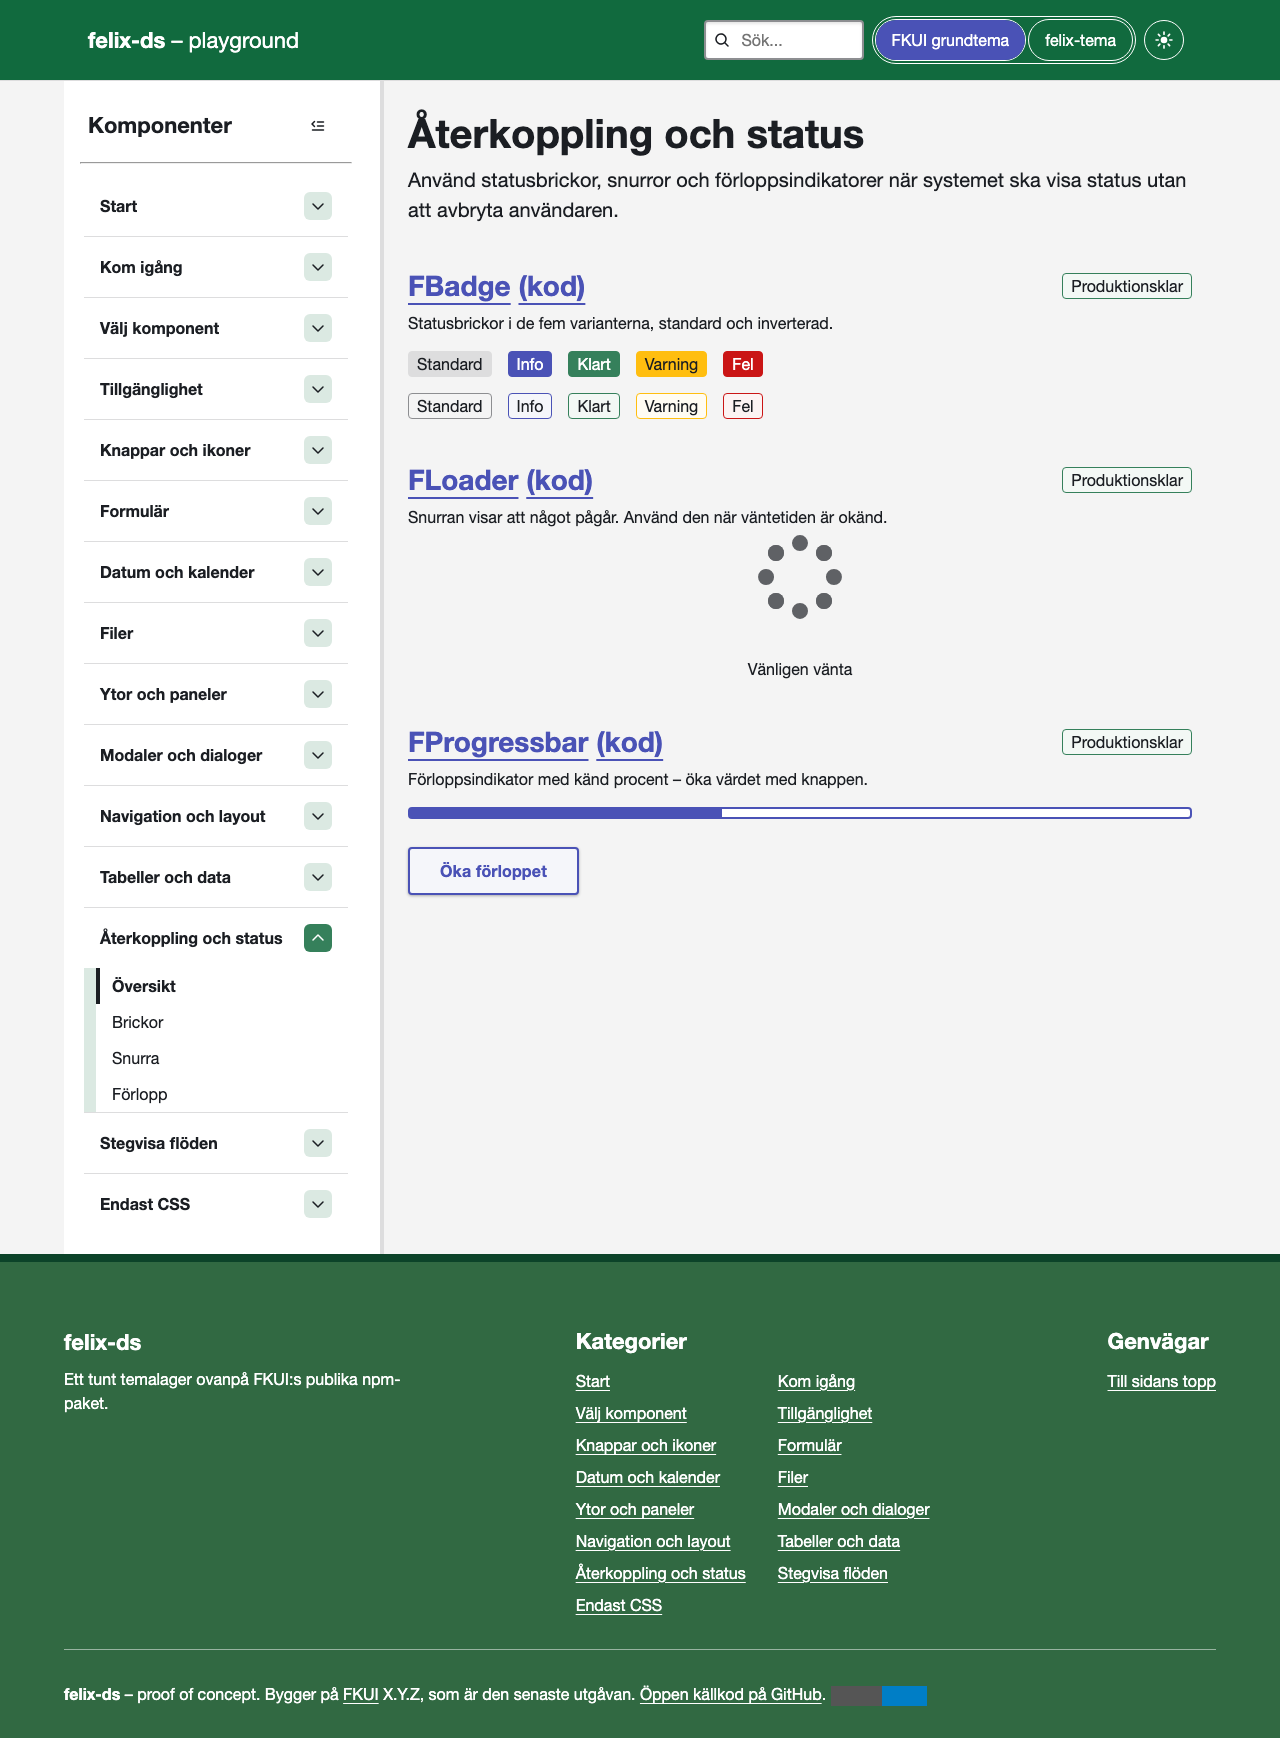 felix-ds – playground
Sök...
FKUI grundtema
felix-tema
Komponenter
Start
Kom igång
Välj komponent
Tillgänglighet
Knappar och ikoner
Formulär
Datum och kalender
Filer
Ytor och paneler
Modaler och dialoger
Navigation och layout
Tabeller och data
Återkoppling och status
Översikt
Brickor
Snurra
Förlopp
Stegvisa flöden
Endast CSS
Återkoppling och status
Använd statusbrickor, snurror och förloppsindikatorer när systemet ska visa status utan
att avbryta användaren.
FBadge (kod)
Produktionsklar
Statusbrickor i de fem varianterna, standard och inverterad.
Standard Info Klart Varning Fel
Standard Info Klart Varning Fel
FLoader (kod)
Produktionsklar
Snurran visar att något pågår. Använd den när väntetiden är okänd.
Vänligen vänta
FProgressbar (kod)
Produktionsklar
Förloppsindikator med känd procent – öka värdet med knappen.
Öka förloppet
felix-ds
Ett tunt temalager ovanpå FKUI:s publika npm-
paket.
Kategorier
Start
Kom igång
Välj komponent
Tillgänglighet
Knappar och ikoner
Formulär
Datum och kalender
Filer
Ytor och paneler
Modaler och dialoger
Navigation och layout
Tabeller och data
Återkoppling och status
Stegvisa flöden
Endast CSS
Genvägar
Till sidans topp
felix-ds – proof of concept. Bygger på FKUI X.Y.Z, som är den senaste utgåvan. Öppen källkod på GitHub.